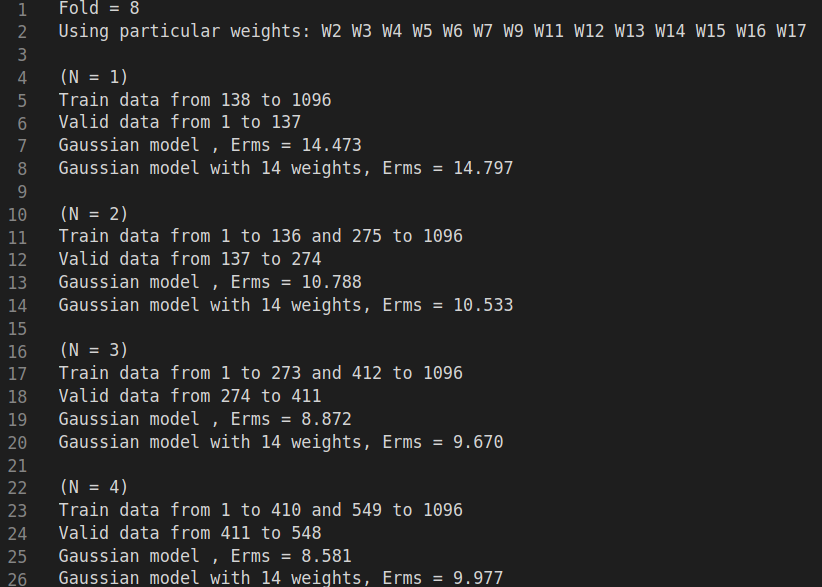 1 Fold = 8
2 Using particular weights: W2 W3 W4 W5 W6 W7 W9 W11 W12 W13 W14 W15 W16 W17
3
4 (N = 1)
5 Train data from 138 to 1096
6 Valid data from 1 to 137
7 Gaussian model , Erms = 14.473
8 Gaussian model with 14 weights, Erms = 14.797
9
10 (N = 2)
11 Train data from 1 to 136 and 275 to 1096
12 Valid data from 137 to 274
13 Gaussian model , Erms = 10.788
14 Gaussian model with 14 weights, Erms = 10.533
15
16 (N = 3)
17 Train data from 1 to 273 and 412 to 1096
18 Valid data from 274 to 411
19 Gaussian model , Erms = 8.872
20 Gaussian model with 14 weights, Erms = 9.670
21
22 (N = 4)
23 Train data from 1 to 410 and 549 to 1096
24 Valid data from 411 to 548
25 Gaussian model , Erms = 8.581
26 Gaussian model with 14 weights, Erms = 9.977